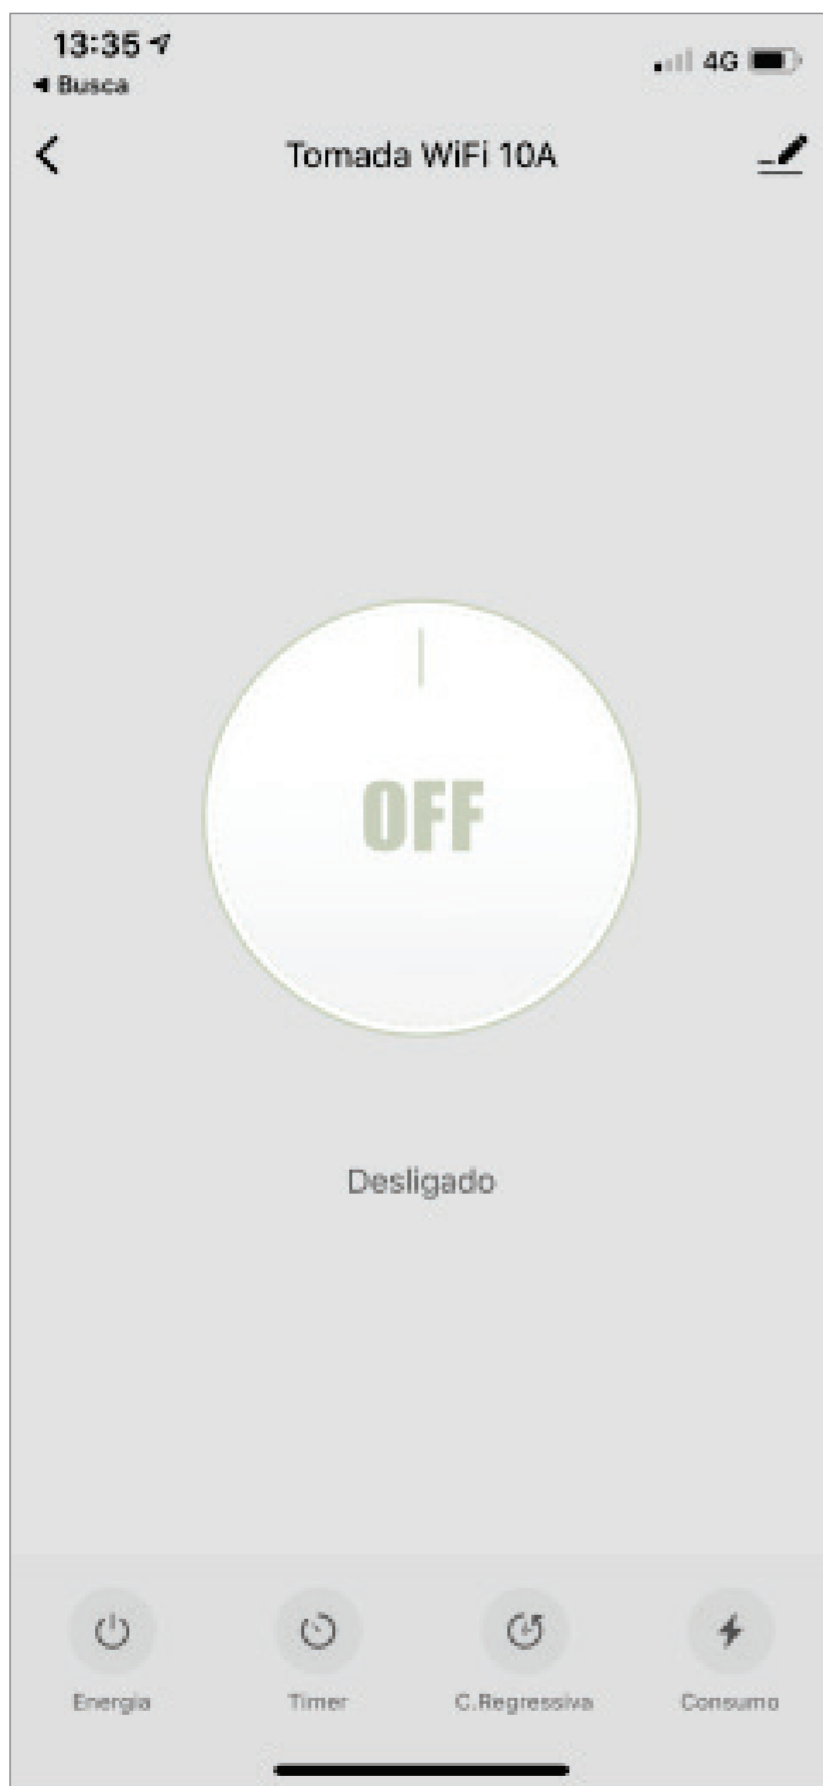 13:35
4G
Busca
Tomada WiFi 10A
OFF
Desligado
Energia
Timer
C.Regressiva
Consumo